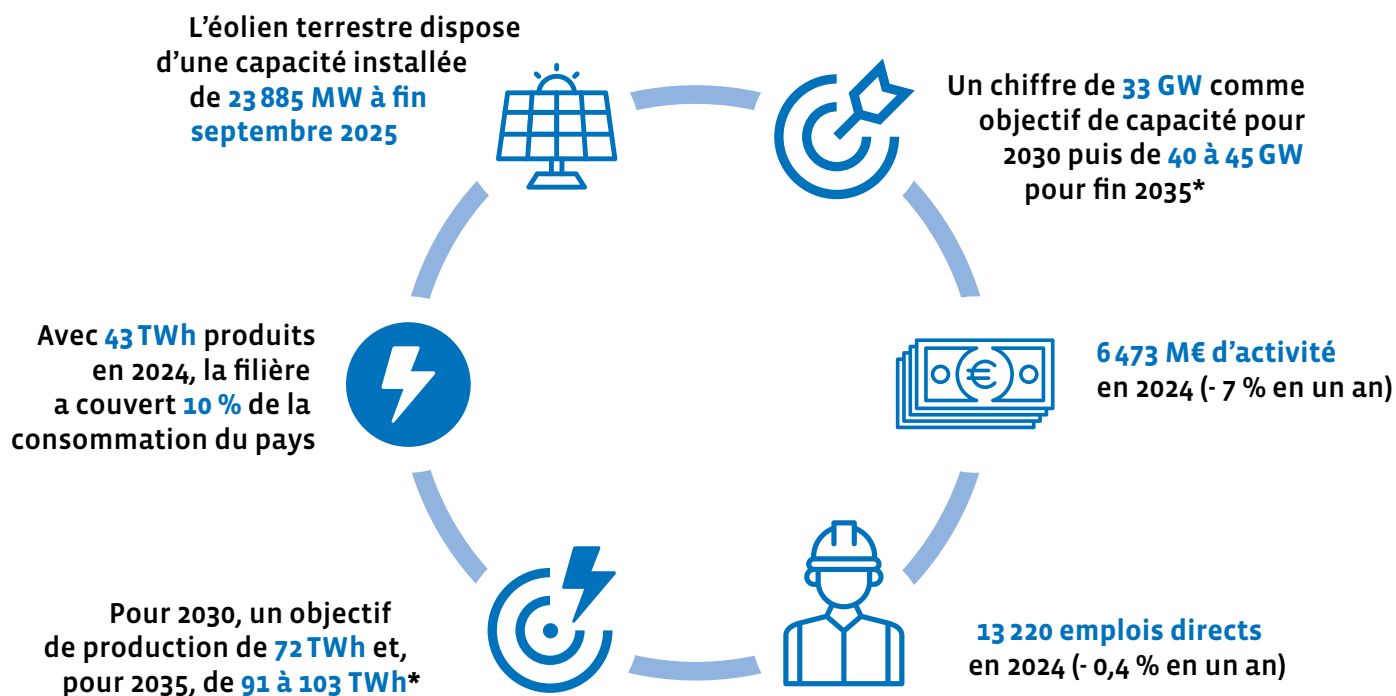 L’éolien terrestre dispose
d’une capacité installée
de 23 885 MW à fin
septembre 2025
Un chiffre de 33 GW comme
objectif de capacité pour
2030 puis de 40 à 45 GW
pour fin 2035*
6 473 M€ d’activité
en 2024 (- 7 % en un an)
13 220 emplois directs
en 2024 (- 0,4 % en un an)
Pour 2030, un objectif
de production de 72 TWh et,
pour 2035, de 91 à 103 TWh*
Avec 43 TWh produits
en 2024, la filière
a couvert 10 % de la
consommation du pays
€